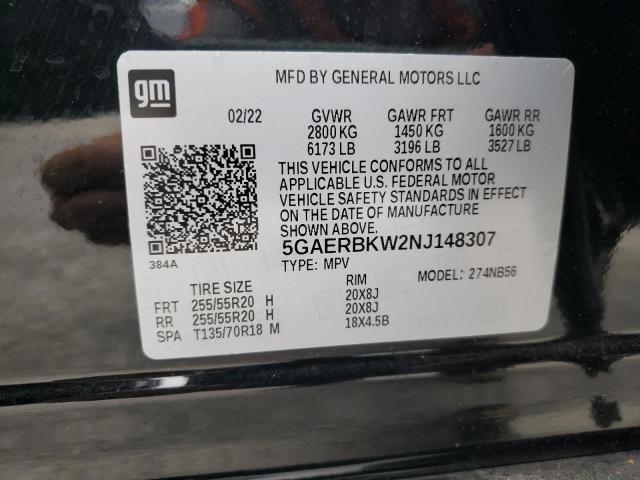 gm
MFD BY GENERAL MOTORS LLC
02/22 GVWR GAWR FRT GAWR RR
2800 KG 1450 KG 1600 KG
6173 LB 3196 LB 3527 LB
THIS VEHICLE CONFORMS TO ALL
APPLICABLE U.S. FEDERAL MOTOR
VEHICLE SAFETY STANDARDS IN EFFECT
ON THE DATE OF MANUFACTURE
SHOWN ABOVE.
5GAERBKW2NJ148307
384A
TYPE: MPV MODEL: 274NB56
TIRE SIZE RIM
FRT 255/55R20 H 20X8J
RR 255/55R20 H 20X8J
SPA T135/70R18 M 18X4.5B